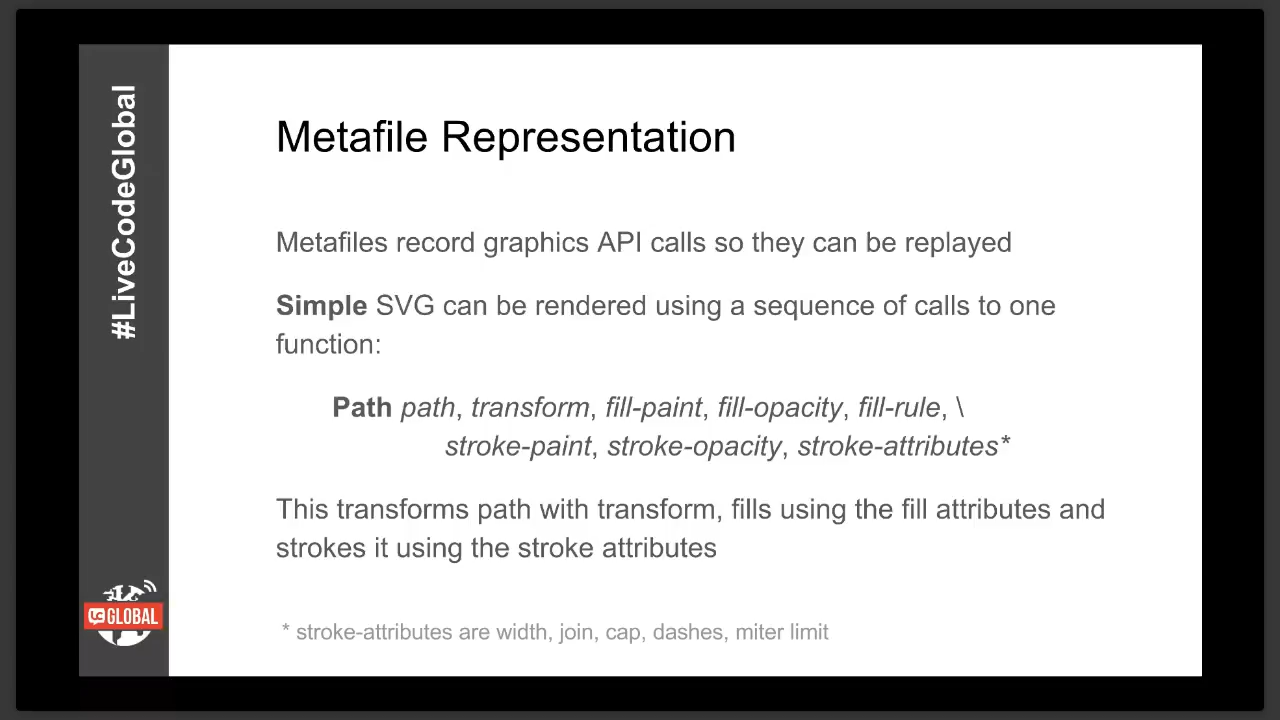 #LiveCodeGlobal
Metafile Representation
Metafiles record graphics API calls so they can be replayed
Simple SVG can be rendered using a sequence of calls to one
function:
Path path, transform, fill-paint, fill-opacity, fill-rule, \
stroke-paint, stroke-opacity, stroke-attributes*
This transforms path with transform, fills using the fill attributes and
strokes it using the stroke attributes
* stroke-attributes are width, join, cap, dashes, miter limit
LC GLOBAL